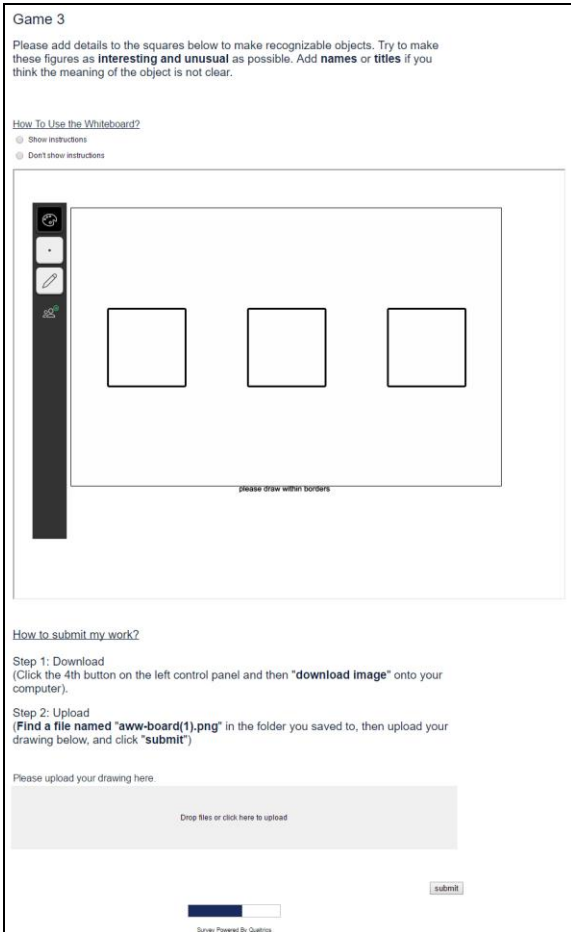 Game 3
Please add details to the squares below to make recognizable objects. Try to make
these figures as interesting and unusual as possible. Add names or titles if you
think the meaning of the object is not clear.
How To Use the Whiteboard?
Show instructions
Don't show instructions
please draw within borders
How to submit my work?
Step 1: Download
(Click the 4th button on the left control panel and then "download image" onto your
computer).
Step 2: Upload
(Find a file named "aww-board(1).png" in the folder you saved to, then upload your
drawing below, and click "submit")
Please upload your drawing here.
Drop files or click here to upload
submit
Survey Powered By Qualtrics